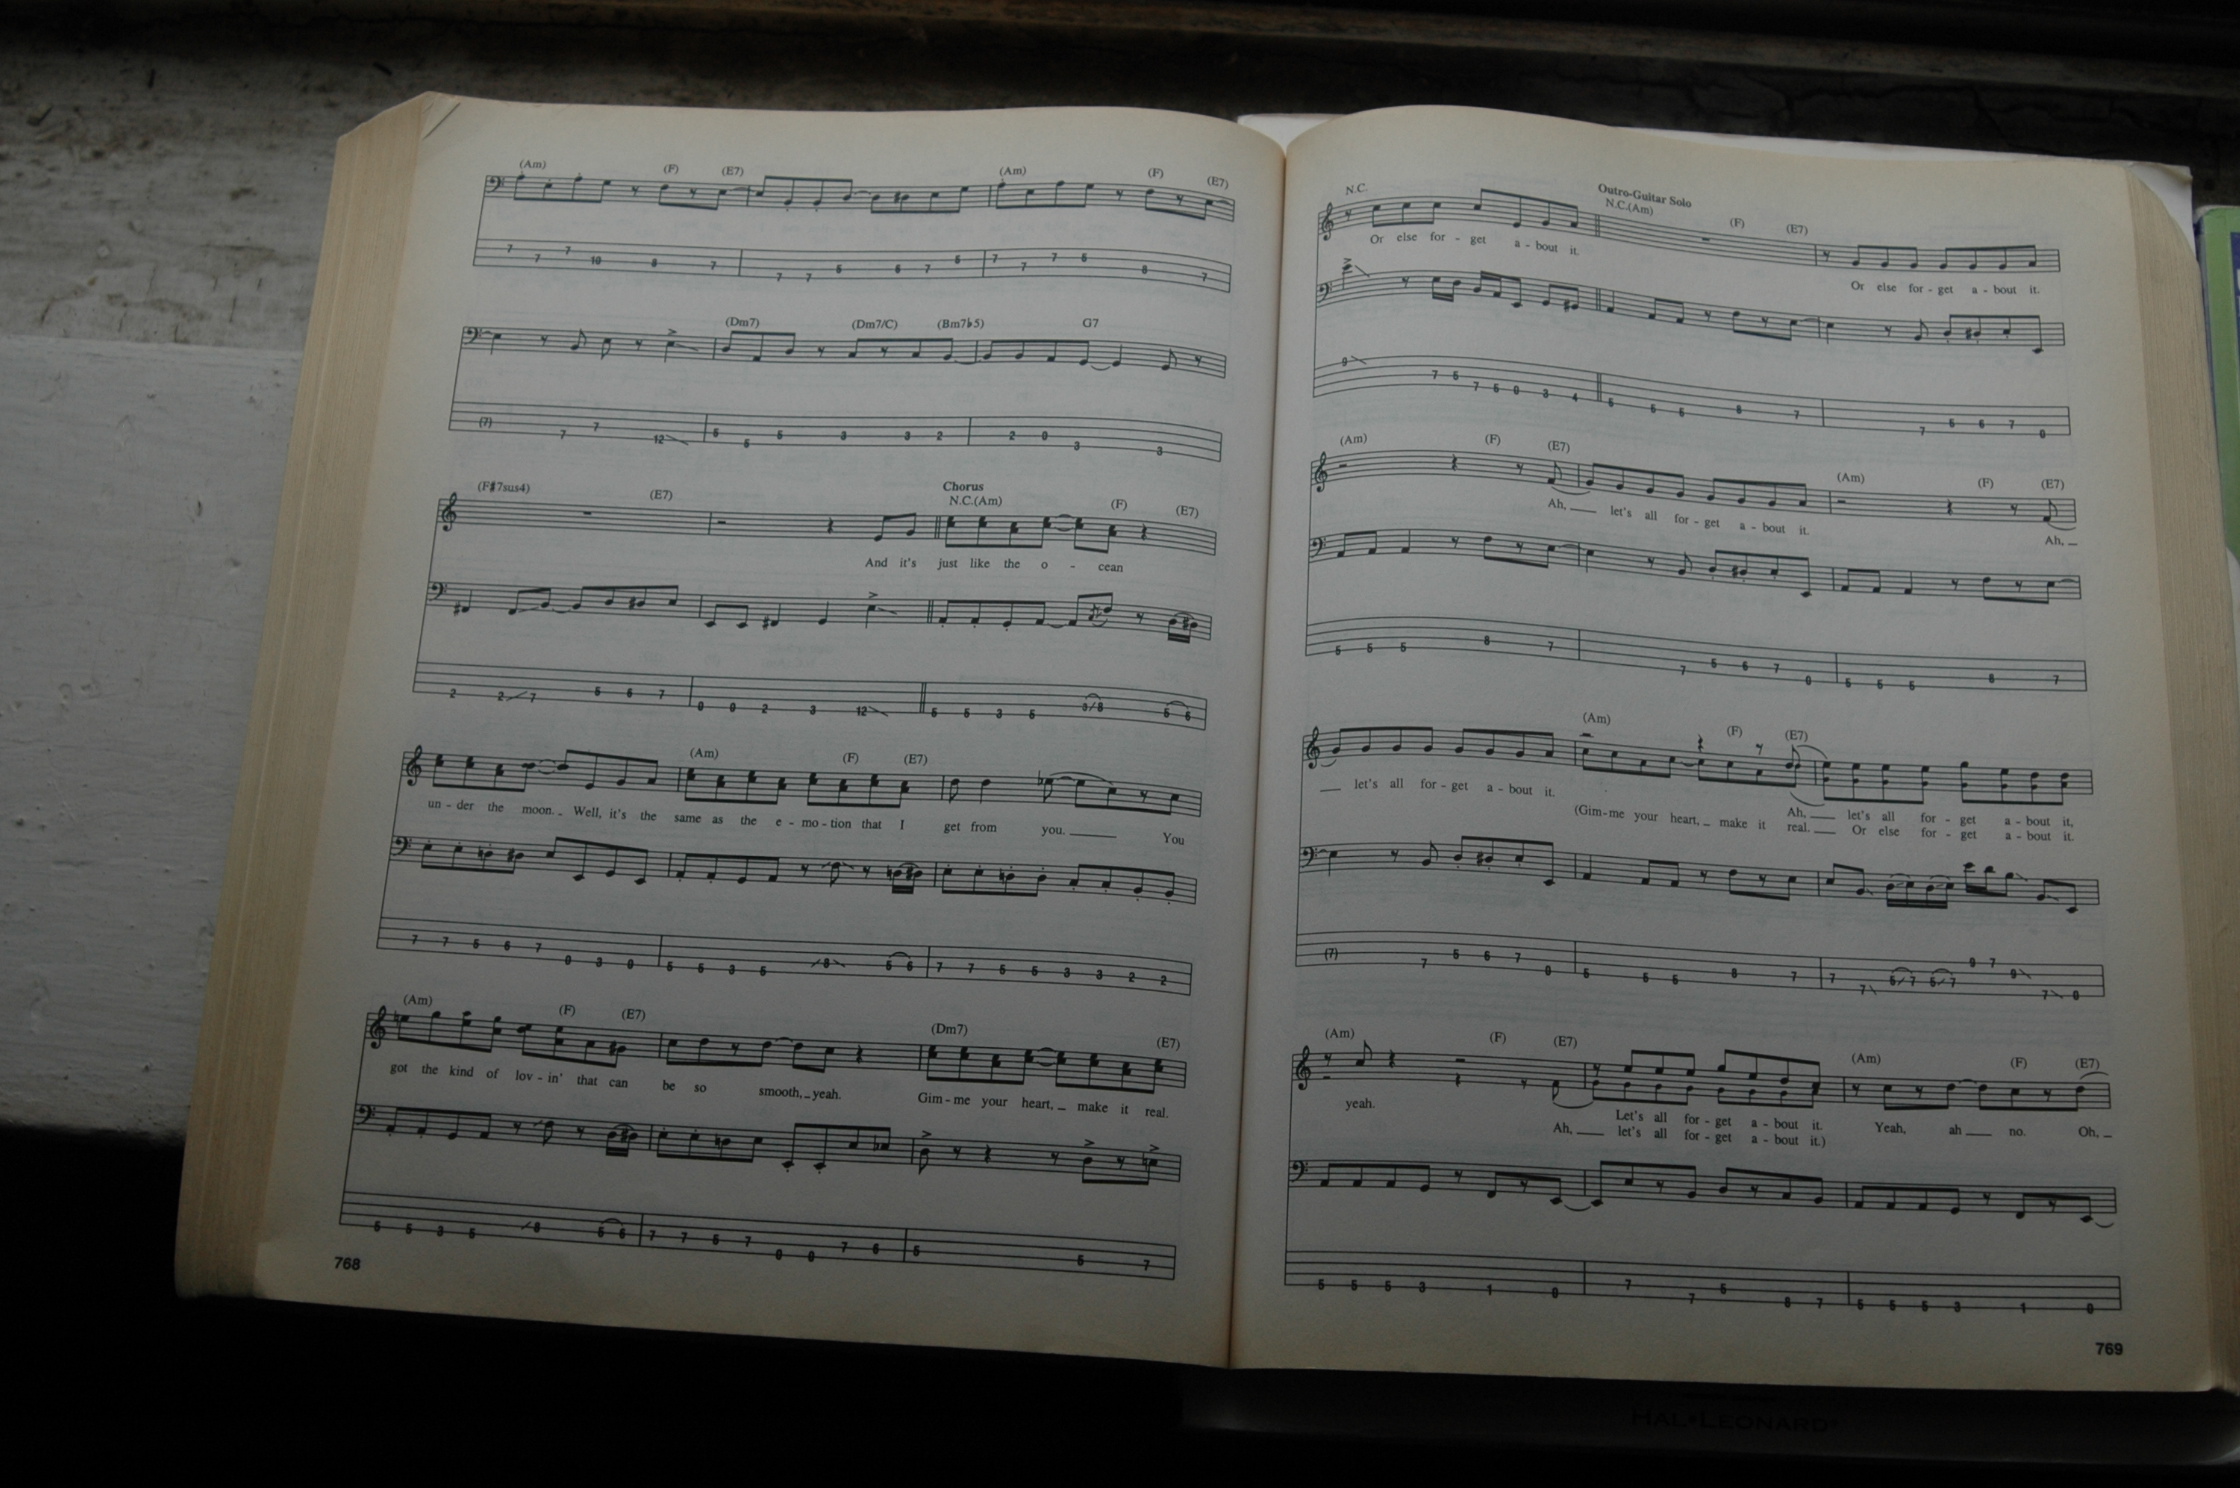 (Am) (F) (E7) (Am) (F) (E7)
7 7 7 10 8 7 7 7 5 6 7 5 7 7 7 5 8 7
(Dm7) (Dm7/C) (Bm7♭5) G7
(7) 7 7 12 5 5 5 3 3 2 2 0 3 3
(F♯7sus4) (E7) Chorus N.C.(Am) (F) (E7)
And it's just like the o - cean
2 2 7 5 6 7 0 0 2 3 12 5 5 3 5 3/8 5 6
(Am) (F) (E7)
un - der the moon. _ Well, it's the same as the e - mo - tion that I get from you. ____ You
7 7 5 6 7 0 3 0 5 5 3 5 8 5 6 7 7 5 5 3 3 2 2
(Am) (F) (E7) (Dm7) (E7)
got the kind of lov - in' that can be so smooth, _ yeah. Gim - me your heart, _ make it real.
5 5 3 5 8 5 6 7 7 5 7 0 0 7 6 5 5 7
768
N.C. Outro-Guitar Solo N.C.(Am) (F) (E7)
Or else for - get a - bout it. Or else for - get a - bout it.
9 7 5 7 5 0 3 4 5 5 5 8 7 7 5 6 7 0
(Am) (F) (E7) (Am) (F) (E7)
Ah, ___ let's all for - get a - bout it. Ah, _
5 5 5 8 7 7 5 6 7 0 5 5 5 8 7
(Am) (F) (E7)
__ let's all for - get a - bout it. Ah, ___ let's all for - get a - bout it,
(Gim - me your heart, _ make it real. ___ Or else for - get a - bout it.
(7) 7 5 6 7 0 5 5 5 8 7 7 7 5/7 5/7 9 7 9 7 0
(Am) (F) (E7) (Am) (F) (E7)
yeah. Let's all for - get a - bout it. Yeah, ah ___ no. Oh, _
Ah, ___ let's all for - get a - bout it.)
5 5 5 3 1 0 7 7 5 8 7 5 5 5 3 1 0
769
HAL•LEONARD®